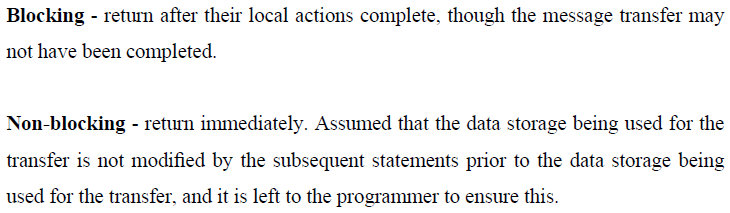 Blocking - return after their local actions complete, though the message transfer may
not have been completed.
Non-blocking - return immediately. Assumed that the data storage being used for the
transfer is not modified by the subsequent statements prior to the data storage being
used for the transfer, and it is left to the programmer to ensure this.